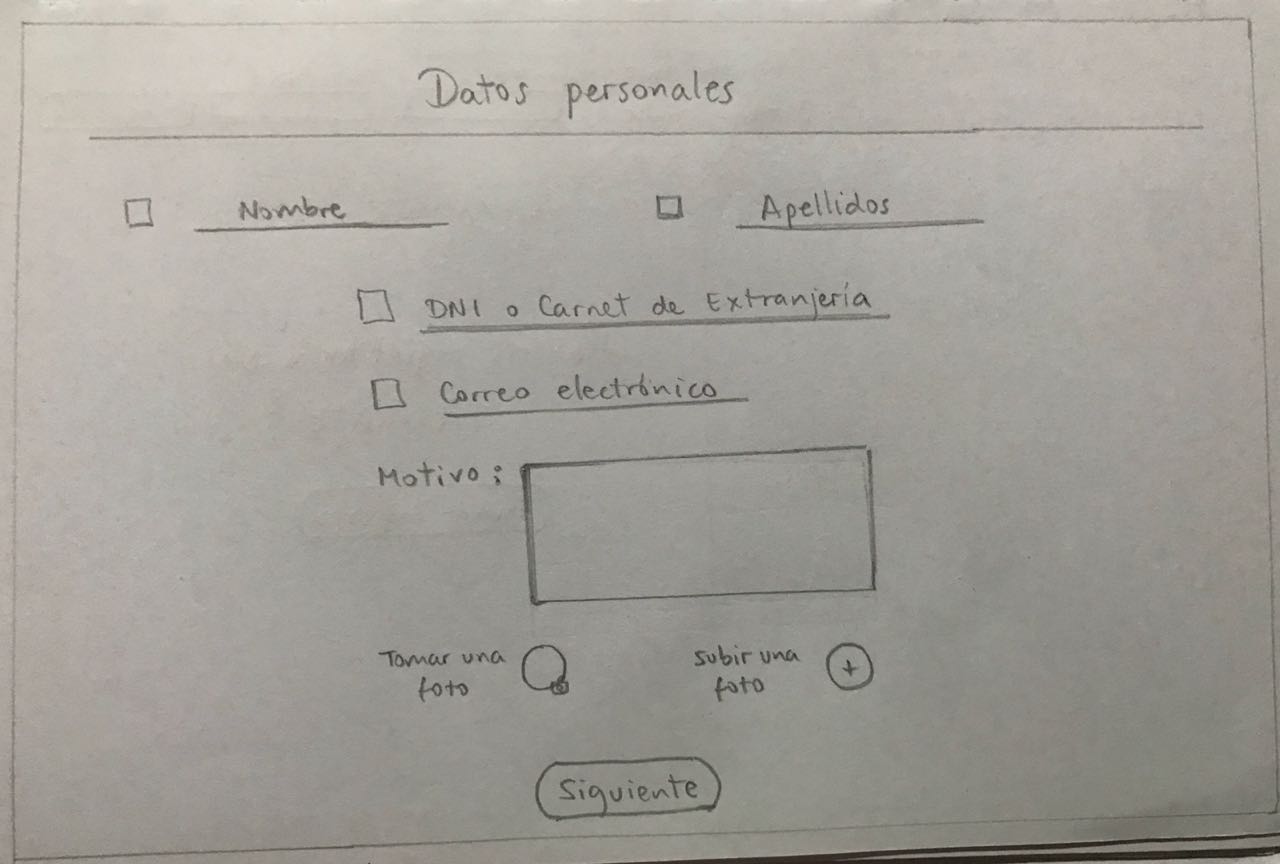 Datos personales
Nombre
Apellidos
DNI o Carnet de Extranjería
Correo electrónico
Motivo:
Tomar una
foto
Subir una
foto
Siguiente